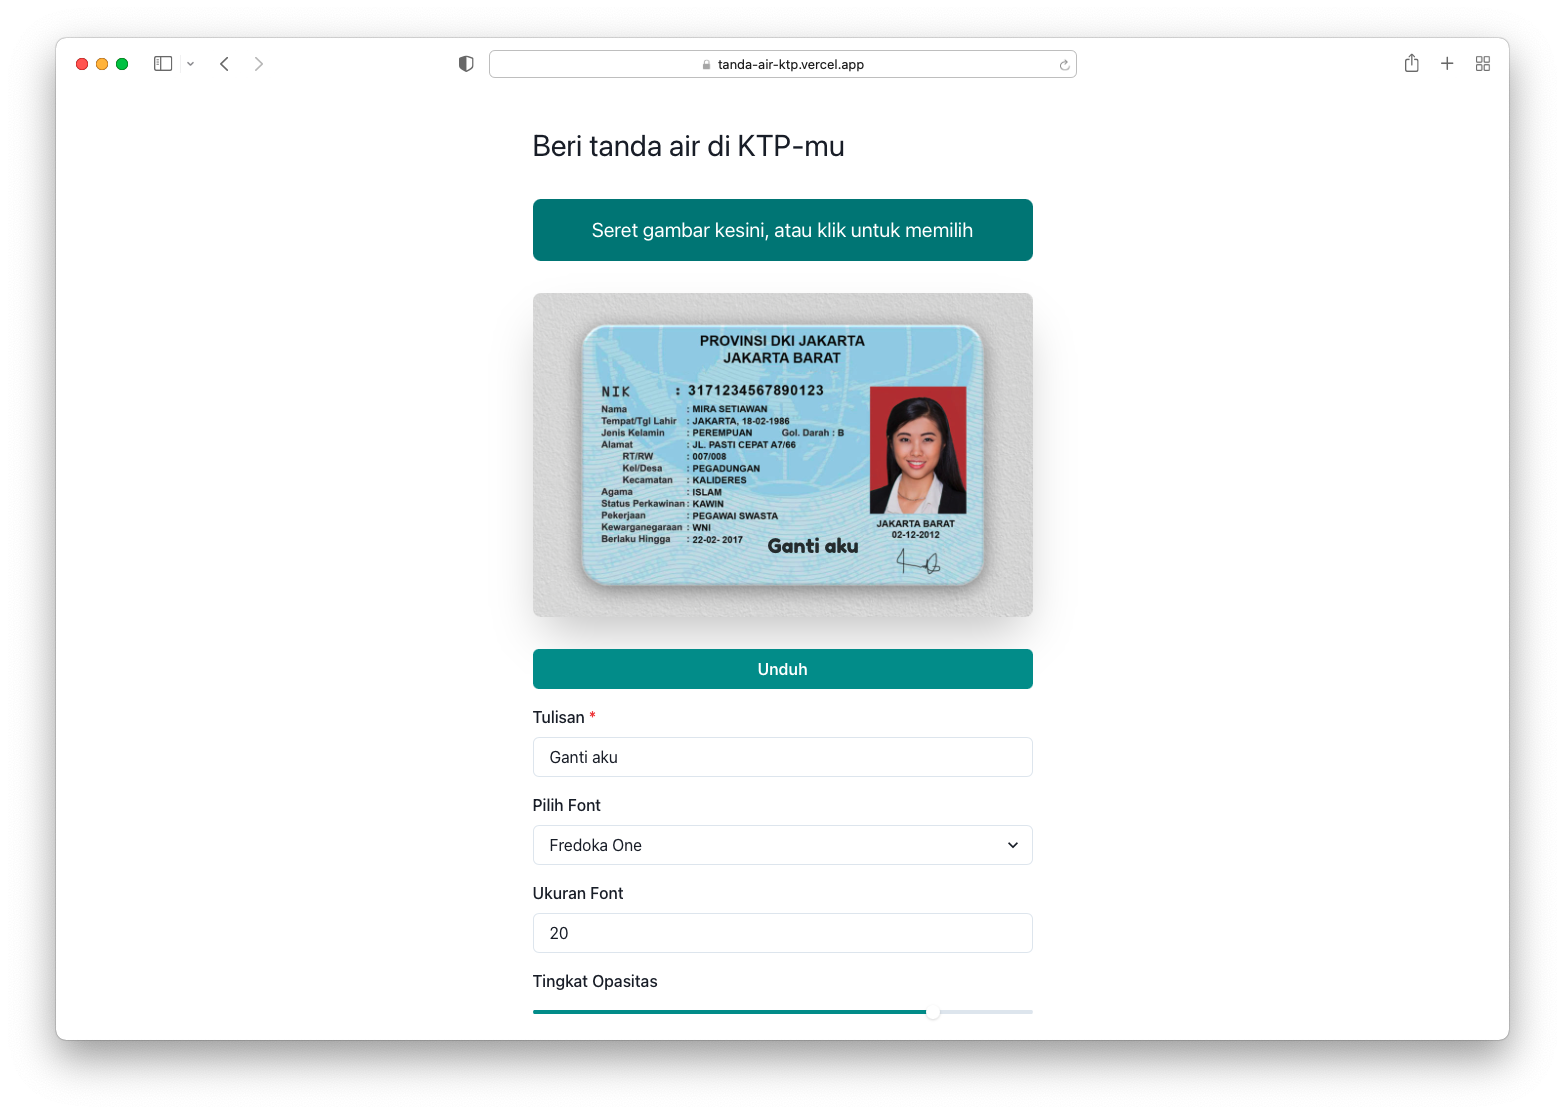 tanda-air-ktp.vercel.app
Beri tanda air di KTP-mu
Seret gambar kesini, atau klik untuk memilih
PROVINSI DKI JAKARTA
JAKARTA BARAT
NIK : 3171234567890123
Nama : MIRA SETIAWAN
Tempat/Tgl Lahir : JAKARTA, 18-02-1986
Jenis Kelamin : PEREMPUAN Gol. Darah : B
Alamat : JL. PASTI CEPAT A7/66
RT/RW : 007/008
Kel/Desa : PEGADUNGAN
Kecamatan : KALIDERES
Agama : ISLAM
Status Perkawinan : KAWIN
Pekerjaan : PEGAWAI SWASTA
Kewarganegaraan : WNI
Berlaku Hingga : 22-02- 2017
JAKARTA BARAT
02-12-2012
Ganti aku
Unduh
Tulisan *
Ganti aku
Pilih Font
Fredoka One
Ukuran Font
20
Tingkat Opasitas